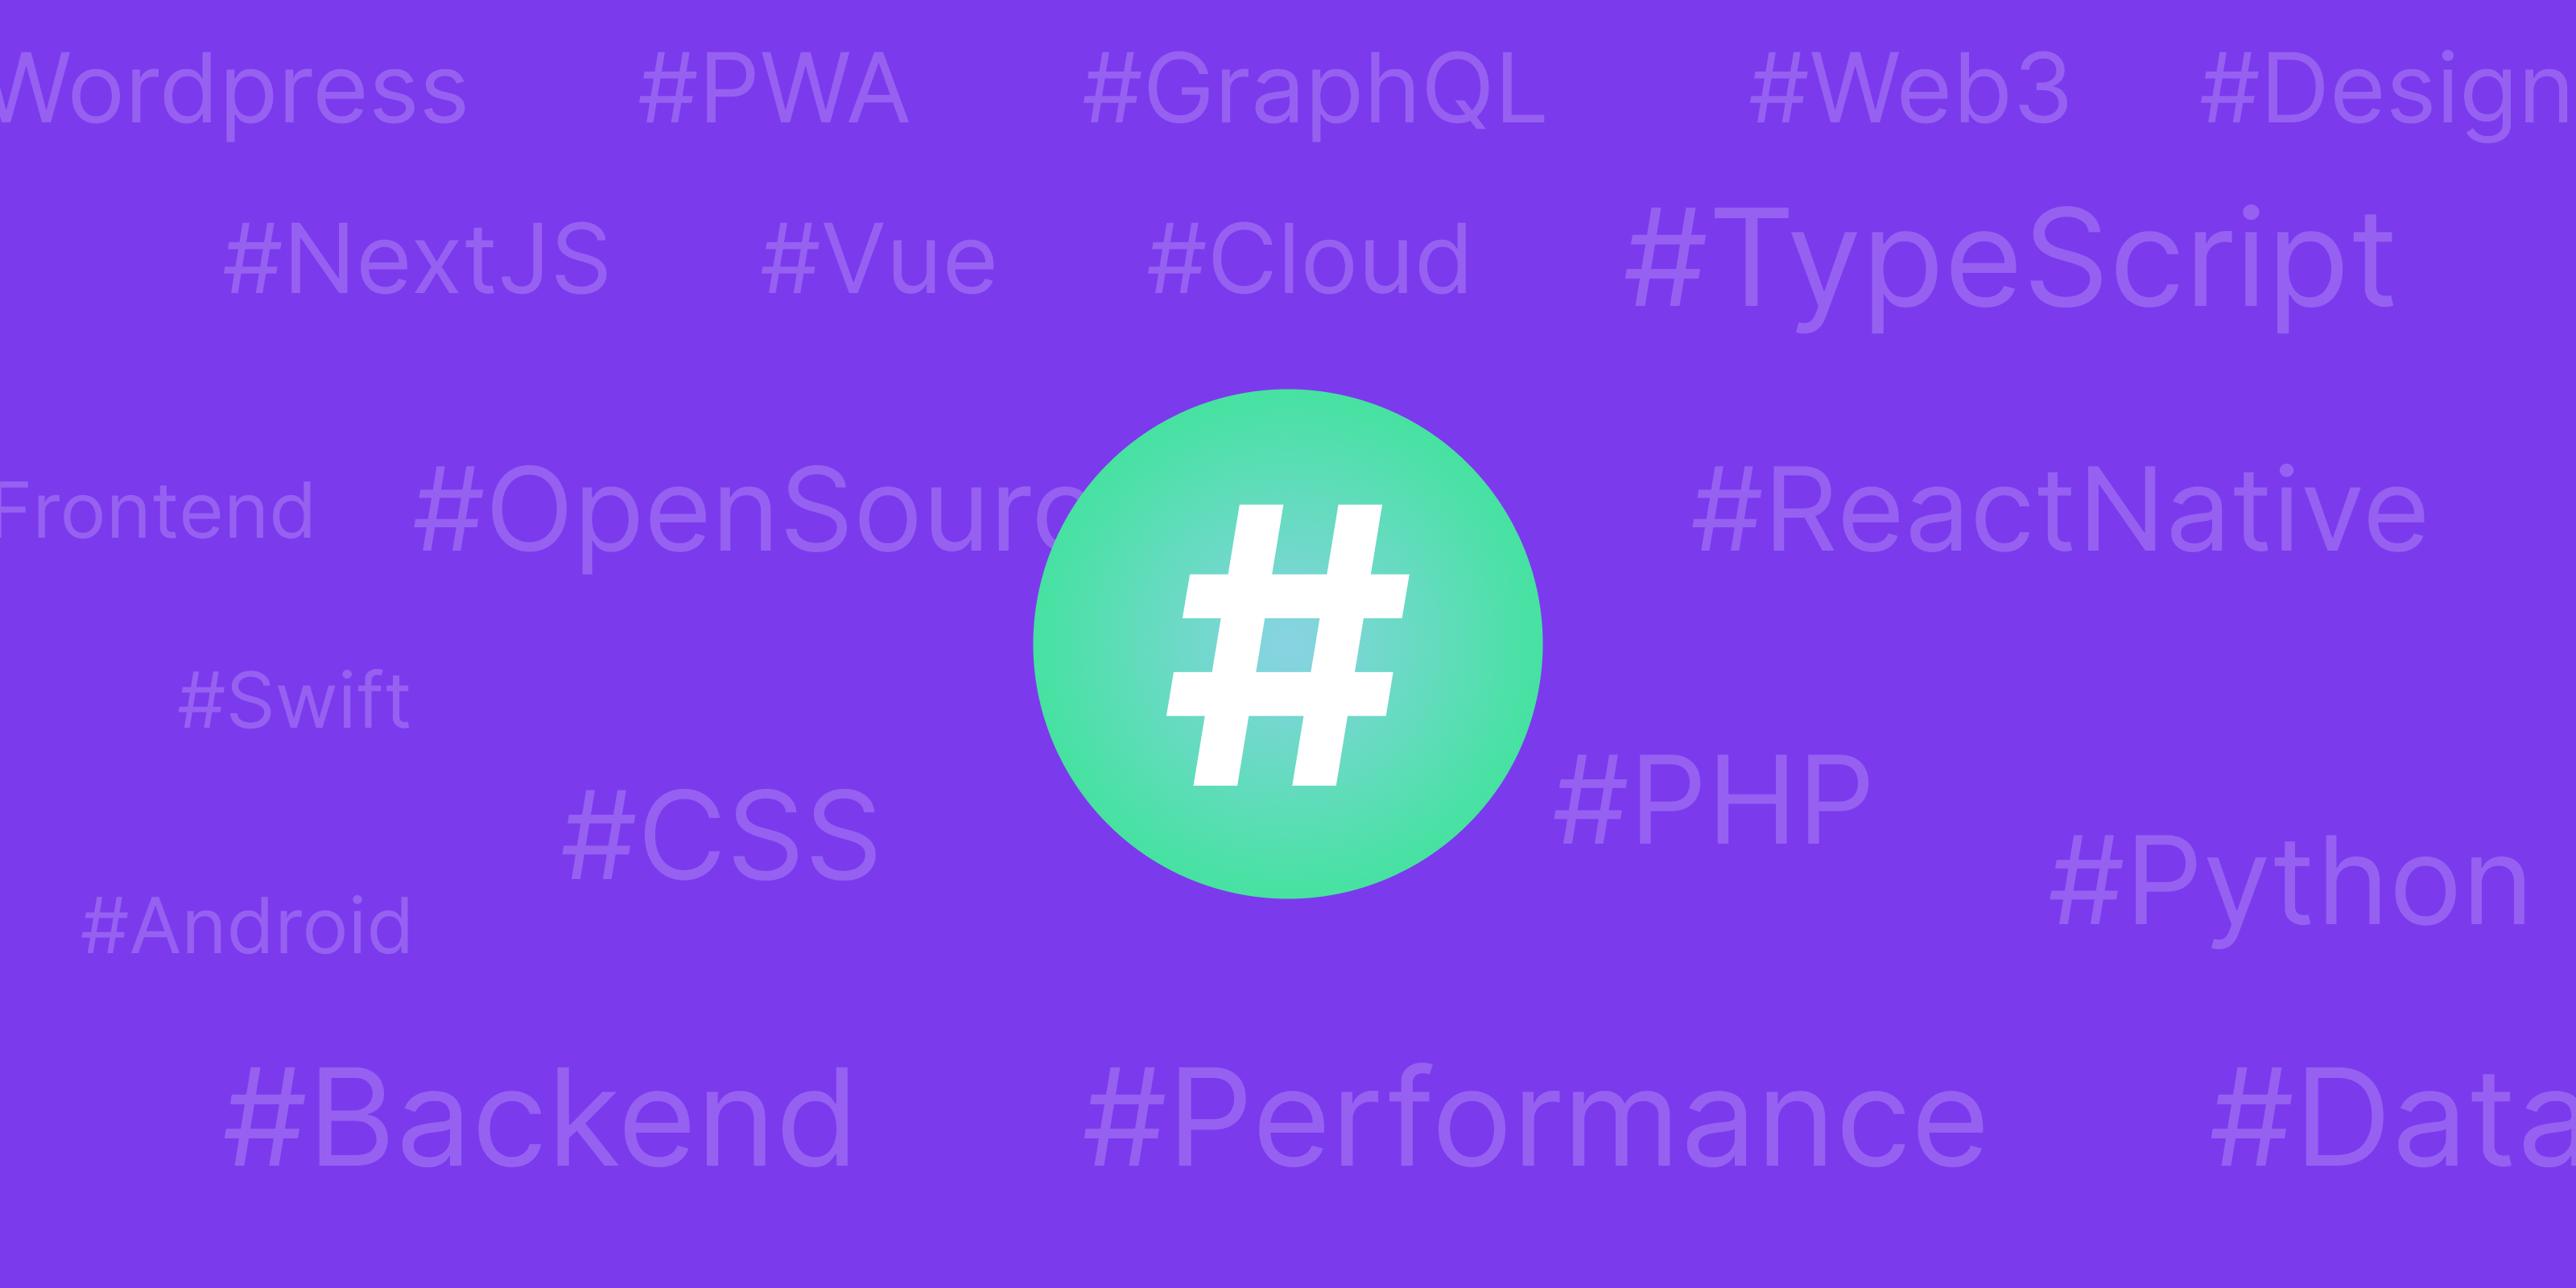 Wordpress #PWA #GraphQL #Web3 #Design
#NextJS #Vue #Cloud #TypeScript
Frontend #OpenSourc #ReactNative
#
#Swift
#PHP
#CSS #Python
#Android
#Backend #Performance #Data